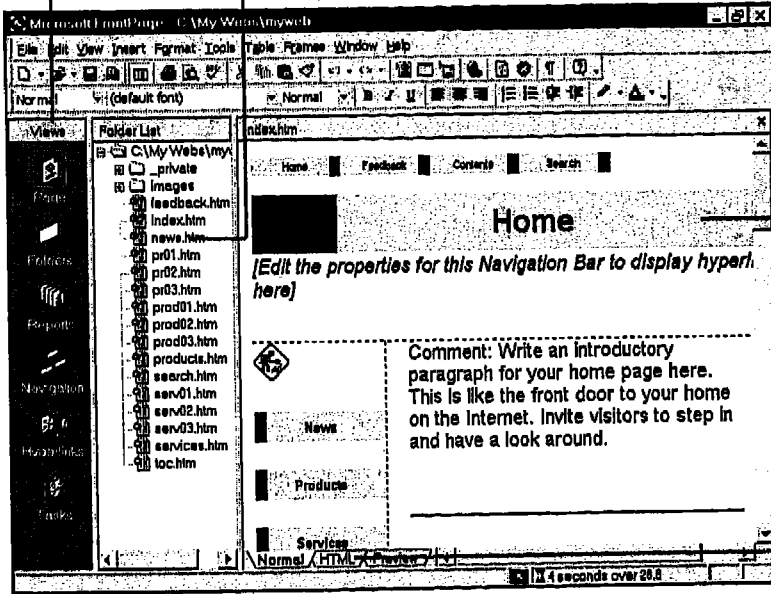 Microsoft FrontPage - C:\My Webs\myweb
File Edit View Insert Format Tools Table Frames Window Help
Normal (default font) Normal B I U A
Views
Page
Folders
Reports
Navigation
Hyperlinks
Tasks
Folder List
C:\My Webs\my
_private
images
feedback.htm
index.htm
news.htm
pr01.htm
pr02.htm
pr03.htm
prod01.htm
prod02.htm
prod03.htm
products.htm
search.htm
serv01.htm
serv02.htm
serv03.htm
services.htm
toc.htm
index.htm
Home Feedback Contents Search
Home
[Edit the properties for this Navigation Bar to display hyperl
here]
News
Products
Services
Comment: Write an introductory
paragraph for your home page here.
This is like the front door to your home
on the Internet. Invite visitors to step in
and have a look around.
Normal HTML Preview
4 seconds over 28.8